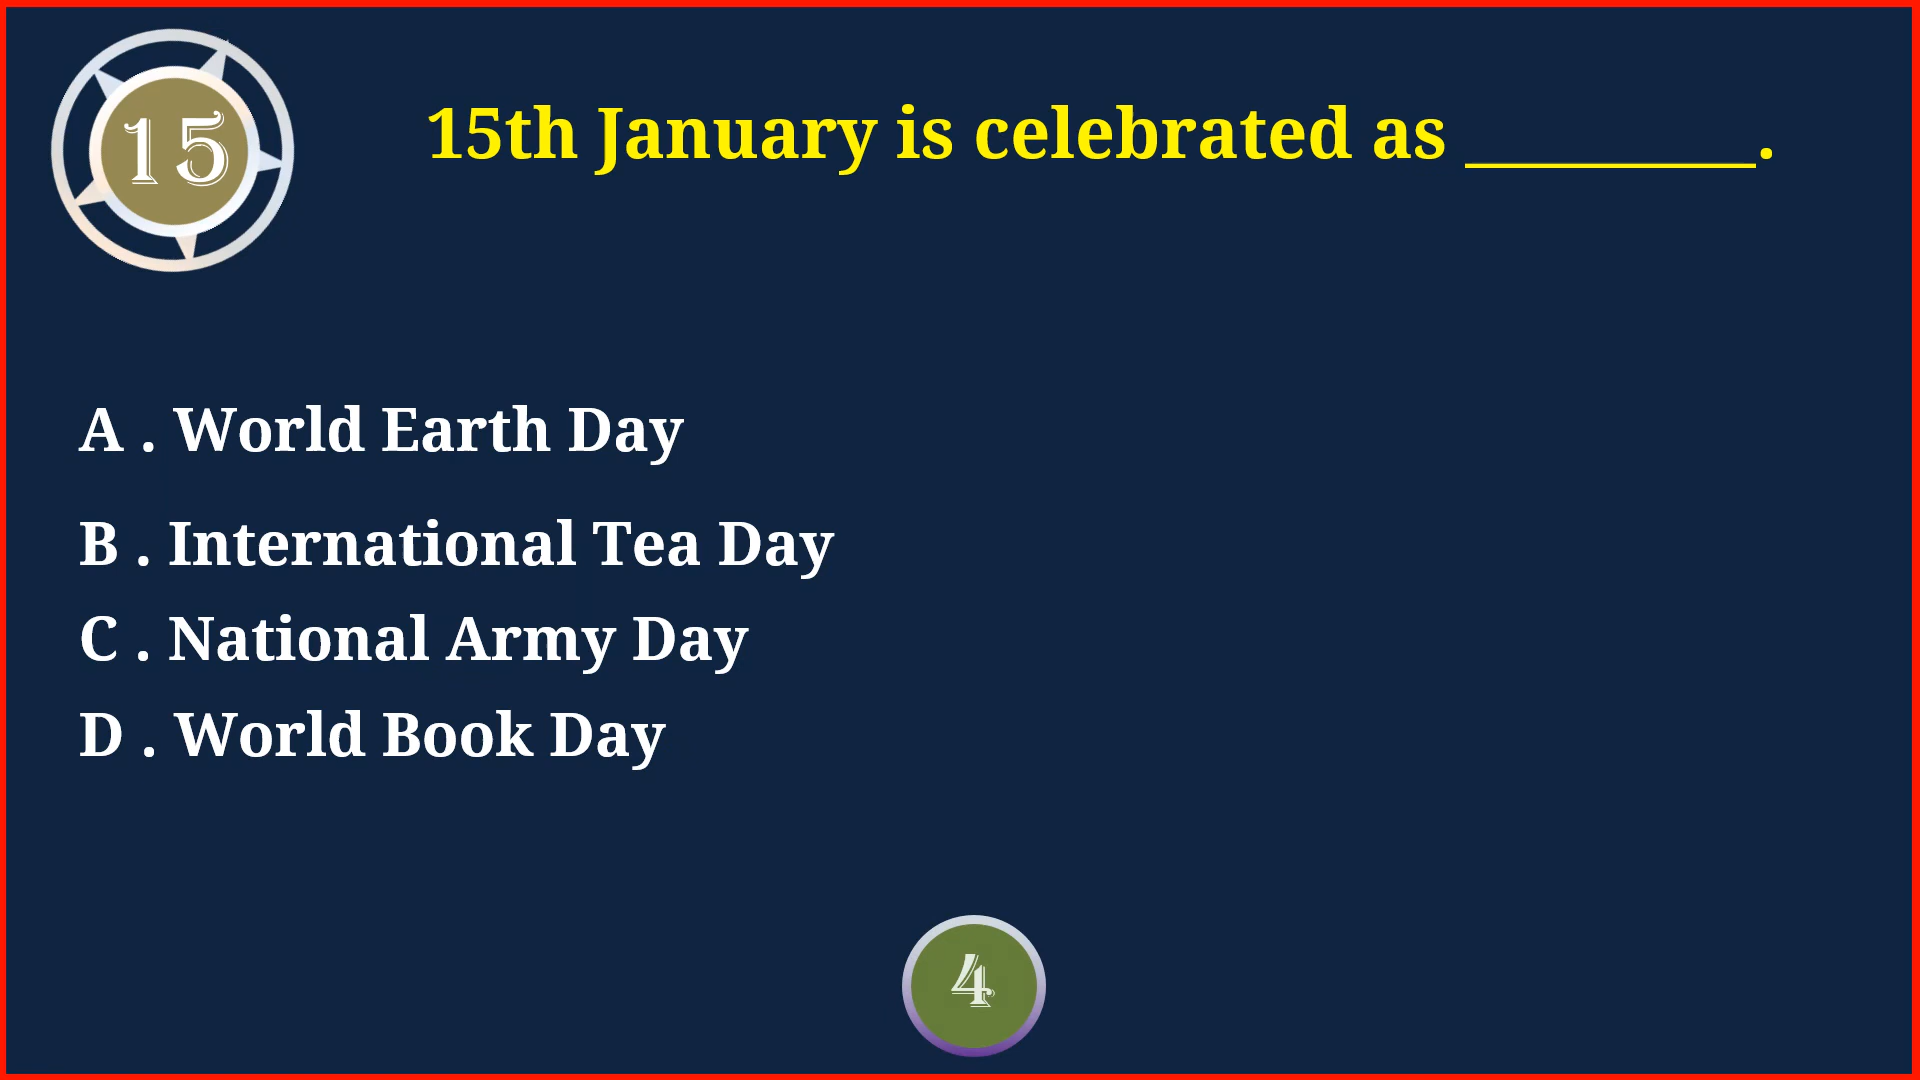 15
15th January is celebrated as __________.
A . World Earth Day
B . International Tea Day
C . National Army Day
D . World Book Day
4